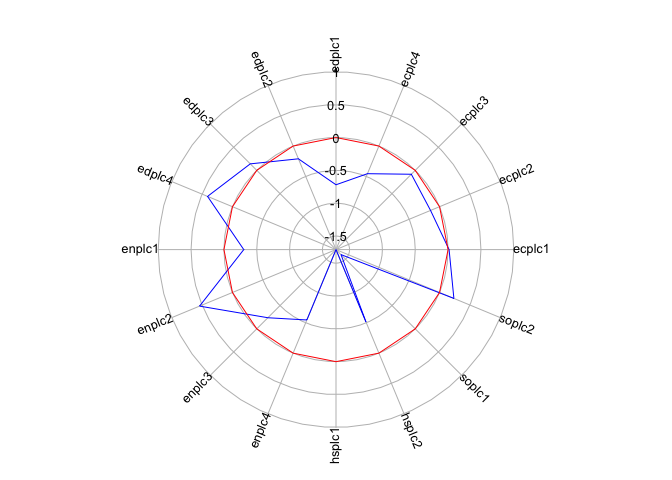 edplc1
ecplc4
ecplc3
ecplc2
ecplc1
soplc2
soplc1
hsplc2
hsplc1
enplc4
enplc3
enplc2
enplc1
edplc4
edplc3
edplc2
1
0.5
0
-0.5
-1
-1.5